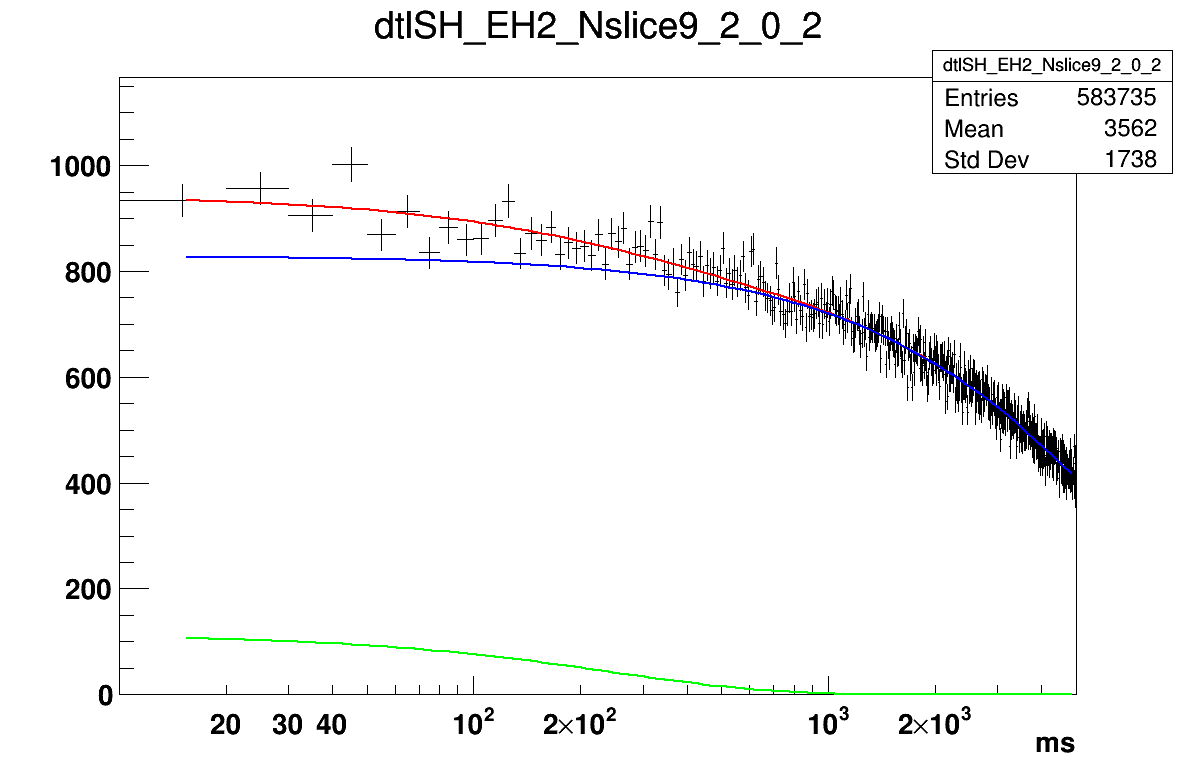 dtlSH_EH2_Nslice9_2_0_2
dtlSH_EH2_Nslice9_2_0_2
Entries 583735
Mean 3562
Std Dev 1738
1000
800
600
400
200
0
20 30 40 10² 2×10² 10³ 2×10³
ms